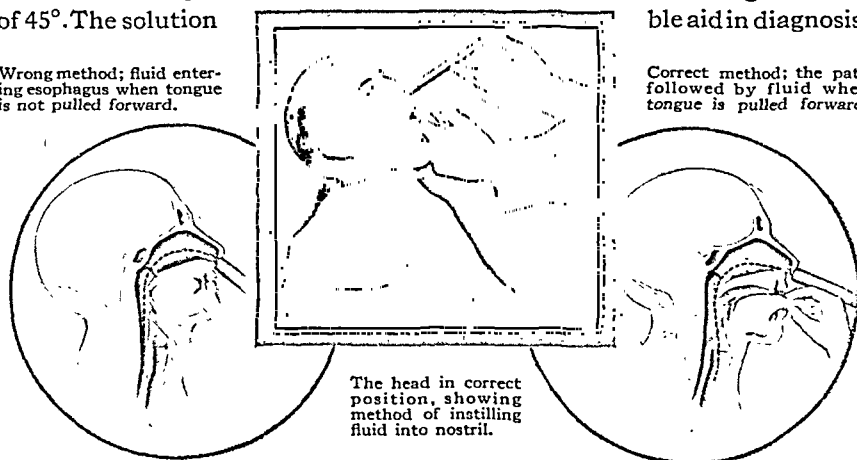 of 45°. The solution
Wrong method; fluid enter-
ing esophagus when tongue
is not pulled forward.
The head in correct
position, showing
method of instilling
fluid into nostril.
ble aid in diagnosis
Correct method; the pat
followed by fluid whe
tongue is pulled forward